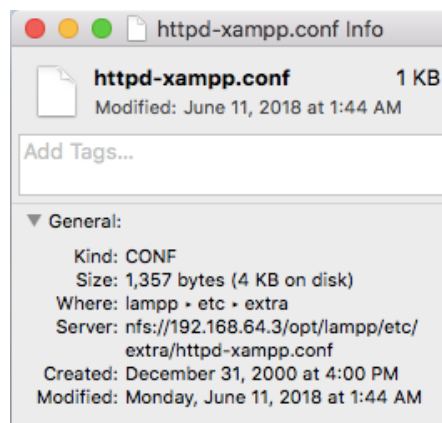 httpd-xampp.conf Info
httpd-xampp.conf 1 KB
Modified: June 11, 2018 at 1:44 AM
Add Tags...
General:
Kind: CONF
Size: 1,357 bytes (4 KB on disk)
Where: lampp ‣ etc ‣ extra
Server: nfs://192.168.64.3/opt/lampp/etc/
extra/httpd-xampp.conf
Created: December 31, 2000 at 4:00 PM
Modified: Monday, June 11, 2018 at 1:44 AM